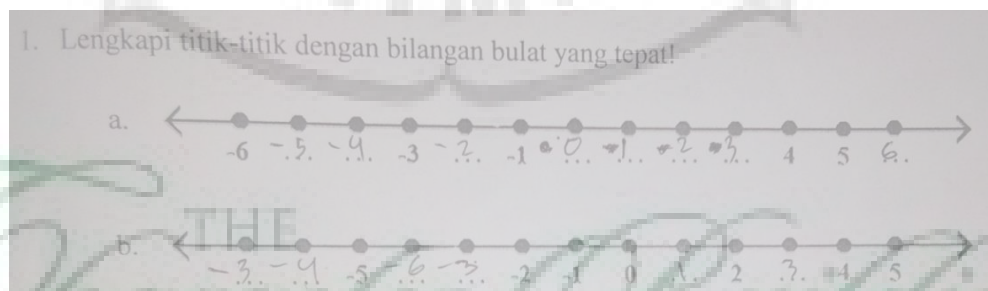 1. Lengkapi titik-titik dengan bilangan bulat yang tepat!
a.
-6 -5 -4 -3 -2 -1 0 -1 -2 -3 4 5 6
THE
b.
-3 -4 -5 -6 -3 -2 -1 0 1 2 3 4 5